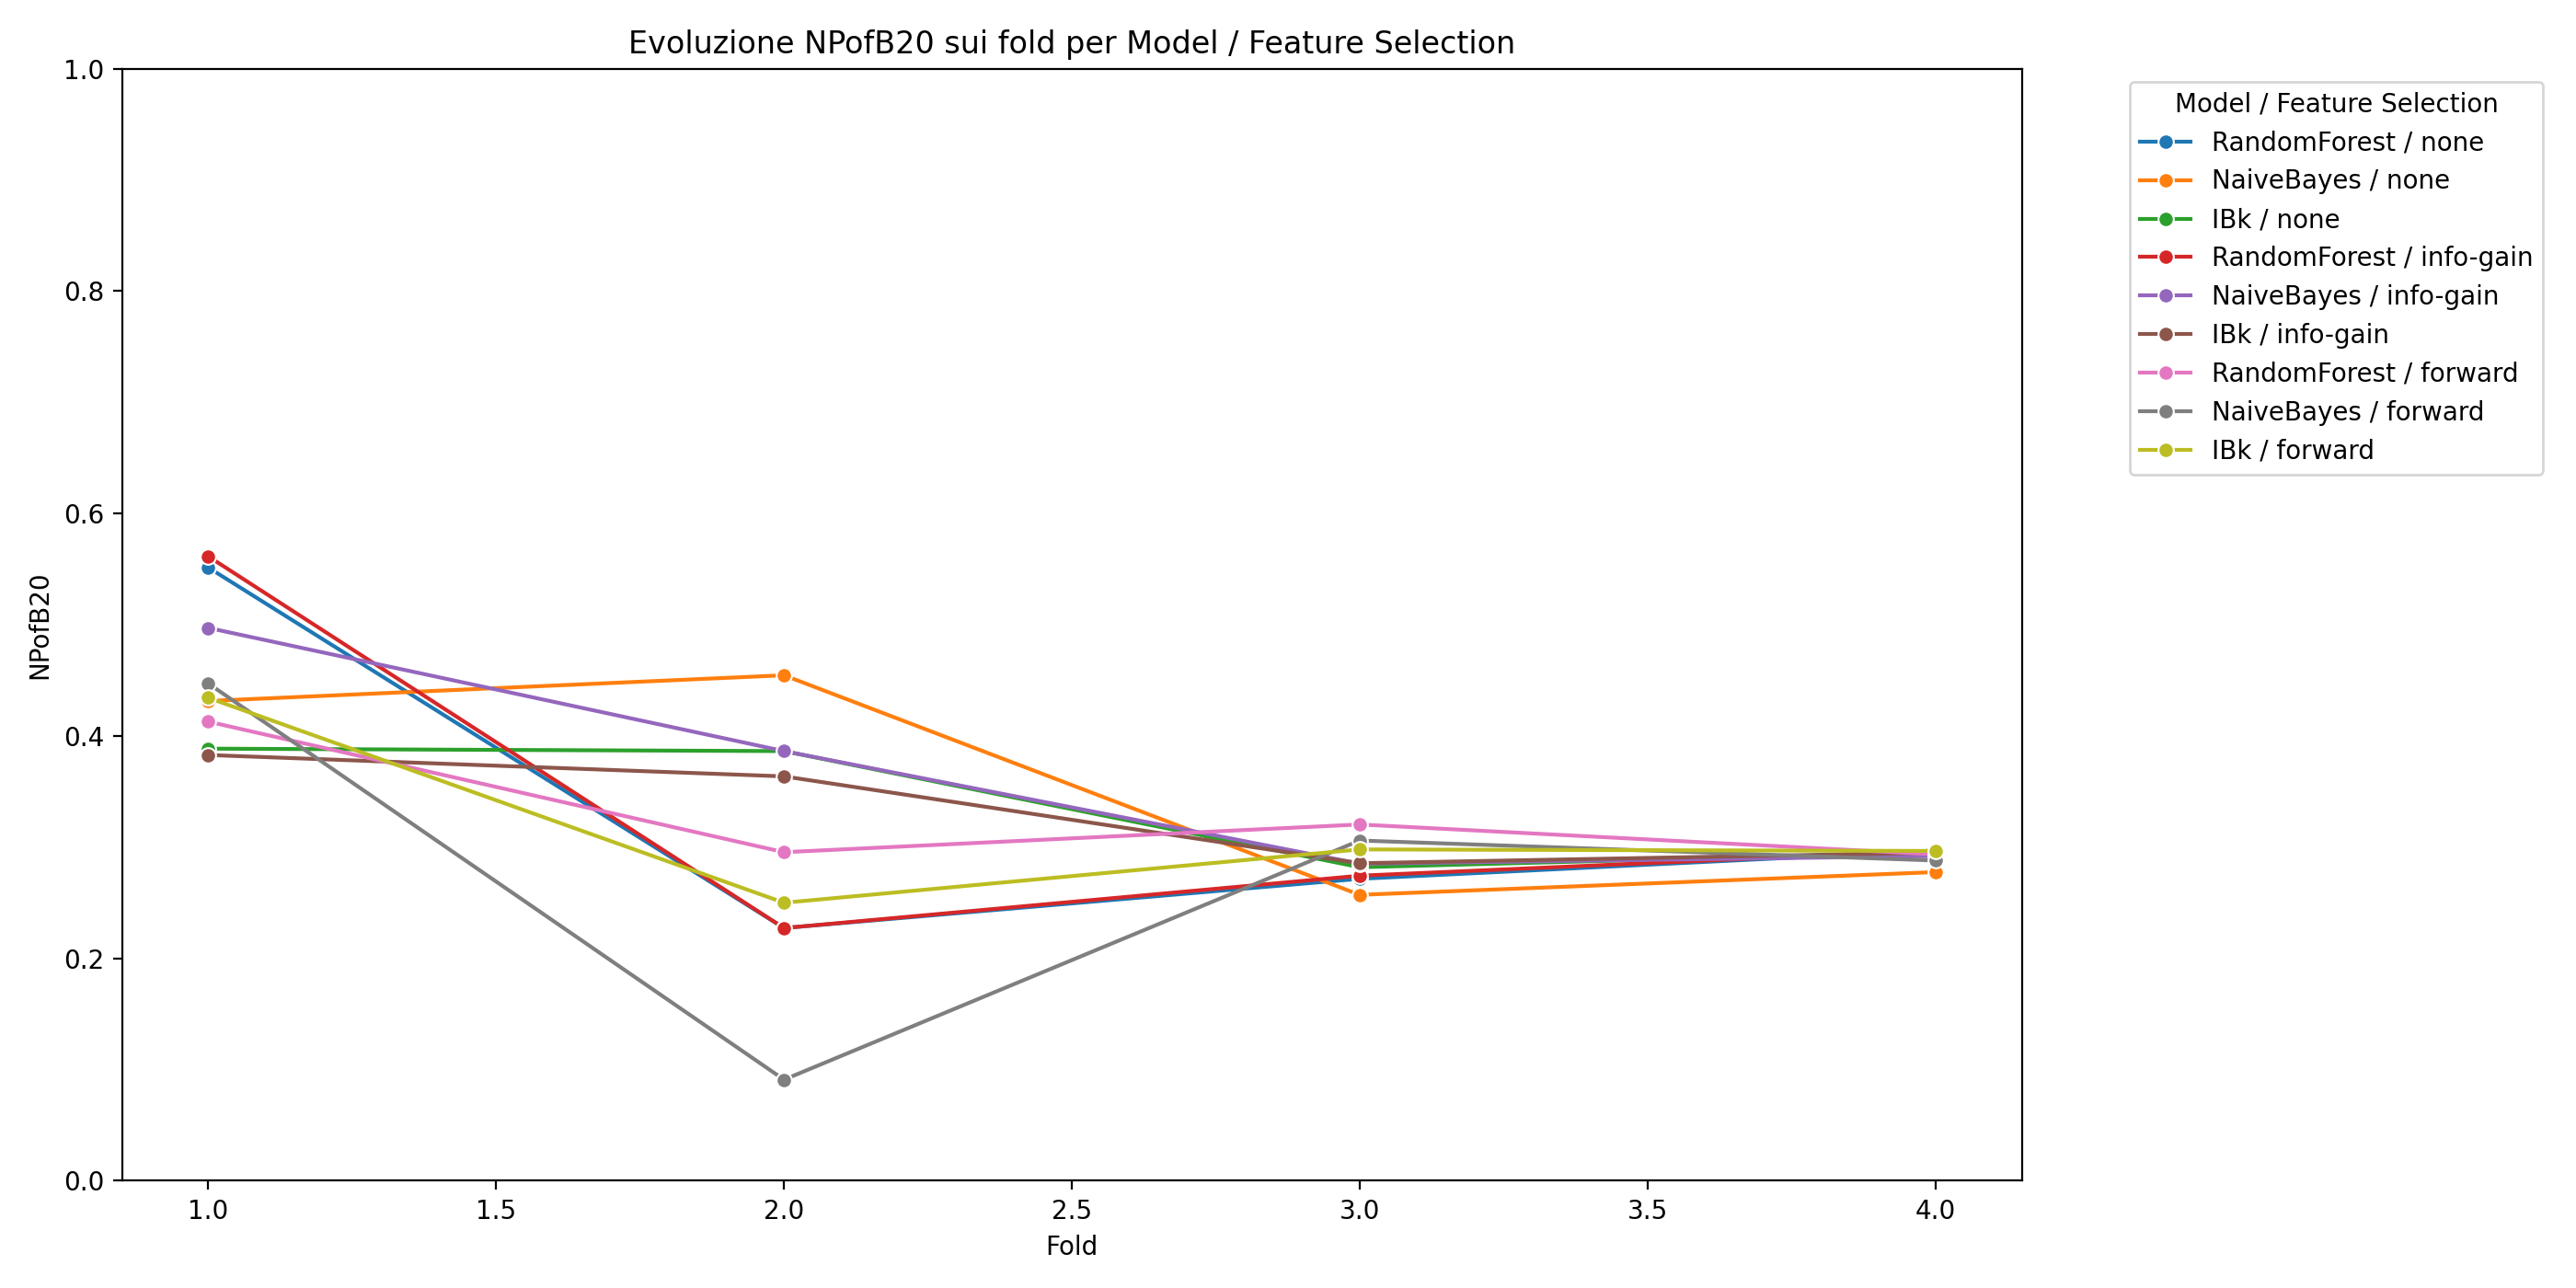 Evoluzione NPofB20 sui fold per Model / Feature Selection
1.0
0.8
0.6
0.4
0.2
0.0
NPofB20
1.0
1.5
2.0
2.5
3.0
3.5
4.0
Fold
Model / Feature Selection
RandomForest / none
NaiveBayes / none
IBk / none
RandomForest / info-gain
NaiveBayes / info-gain
IBk / info-gain
RandomForest / forward
NaiveBayes / forward
IBk / forward